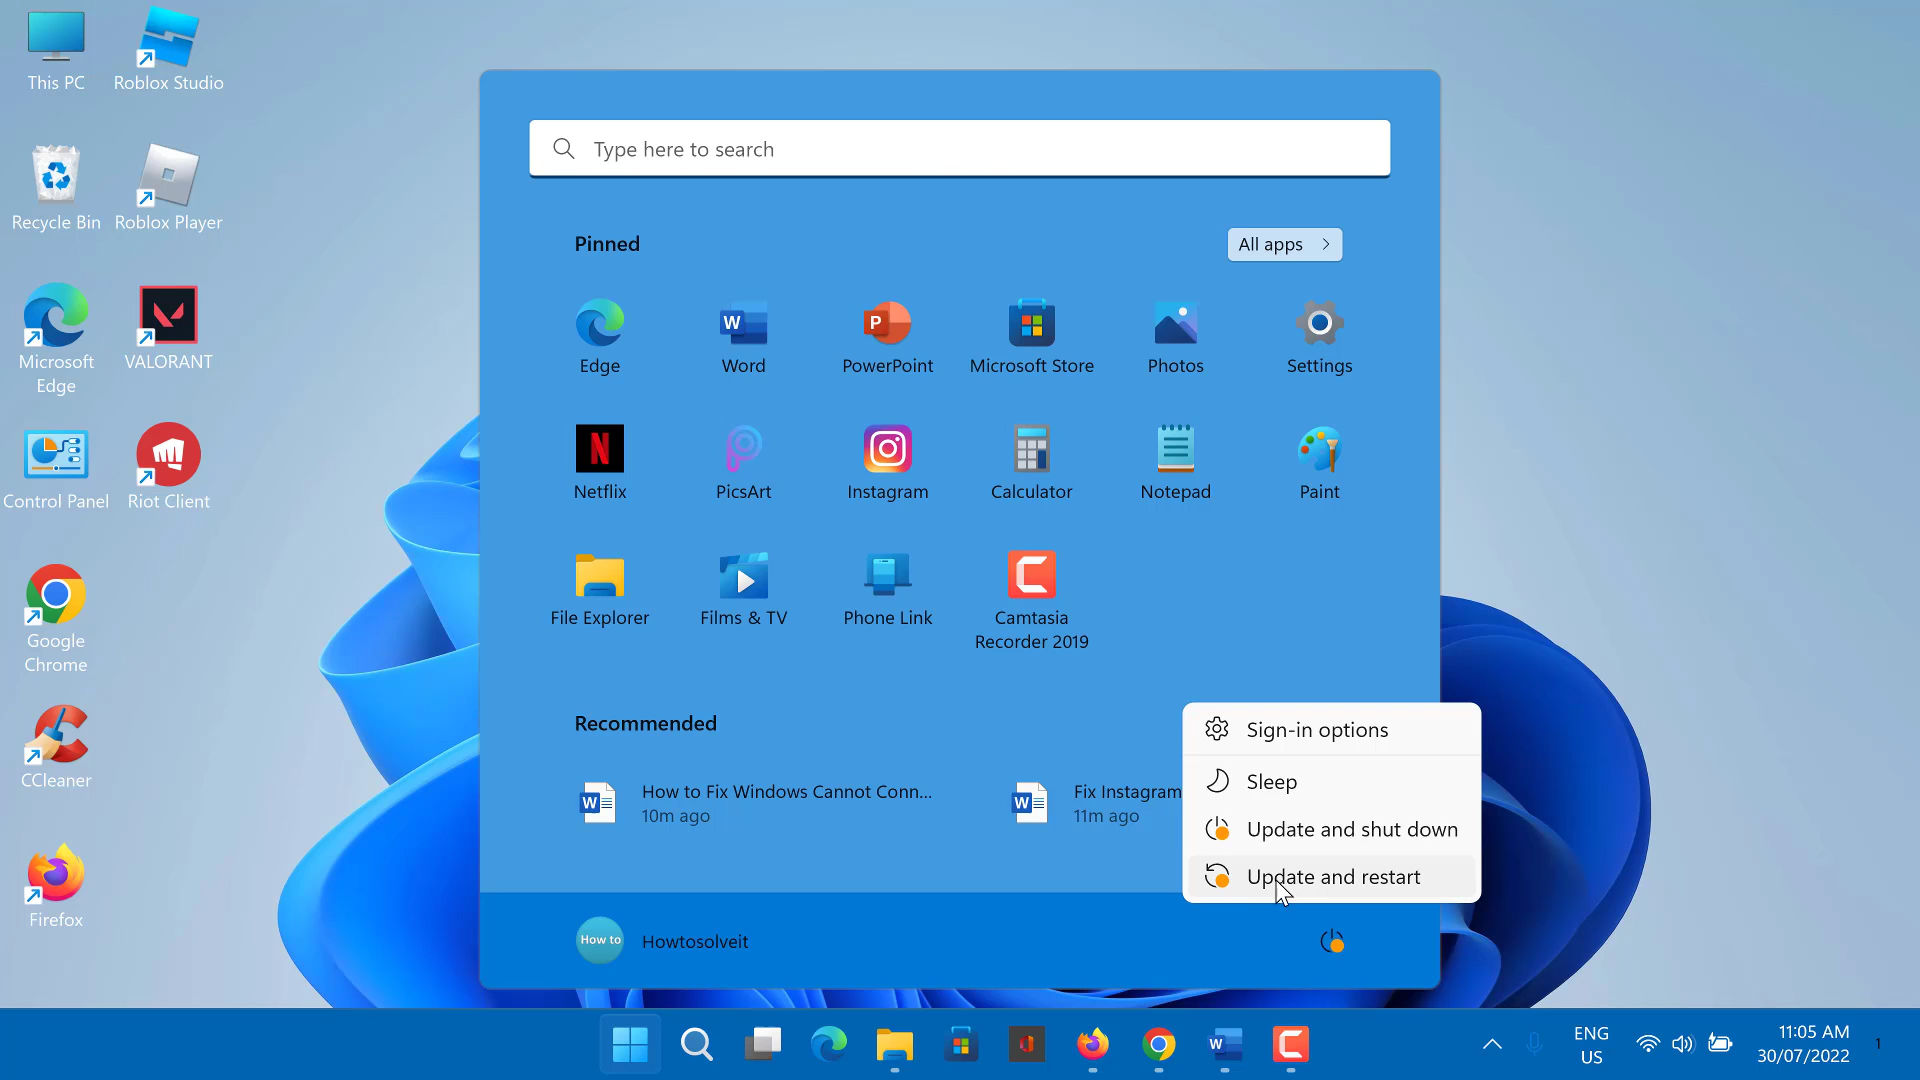 This PC
Roblox Studio
Recycle Bin
Roblox Player
Microsoft
Edge
VALORANT
Control Panel
Riot Client
Google
Chrome
CCleaner
Firefox
Type here to search
Pinned
All apps
Edge
Word
PowerPoint
Microsoft Store
Photos
Settings
Netflix
PicsArt
Instagram
Calculator
Notepad
Paint
File Explorer
Films & TV
Phone Link
Camtasia
Recorder 2019
Recommended
How to Fix Windows Cannot Conn...
10m ago
Fix Instagram
11m ago
Sign-in options
Sleep
Update and shut down
Update and restart
How to
Howtosolveit
ENG
US
11:05 AM
30/07/2022
1